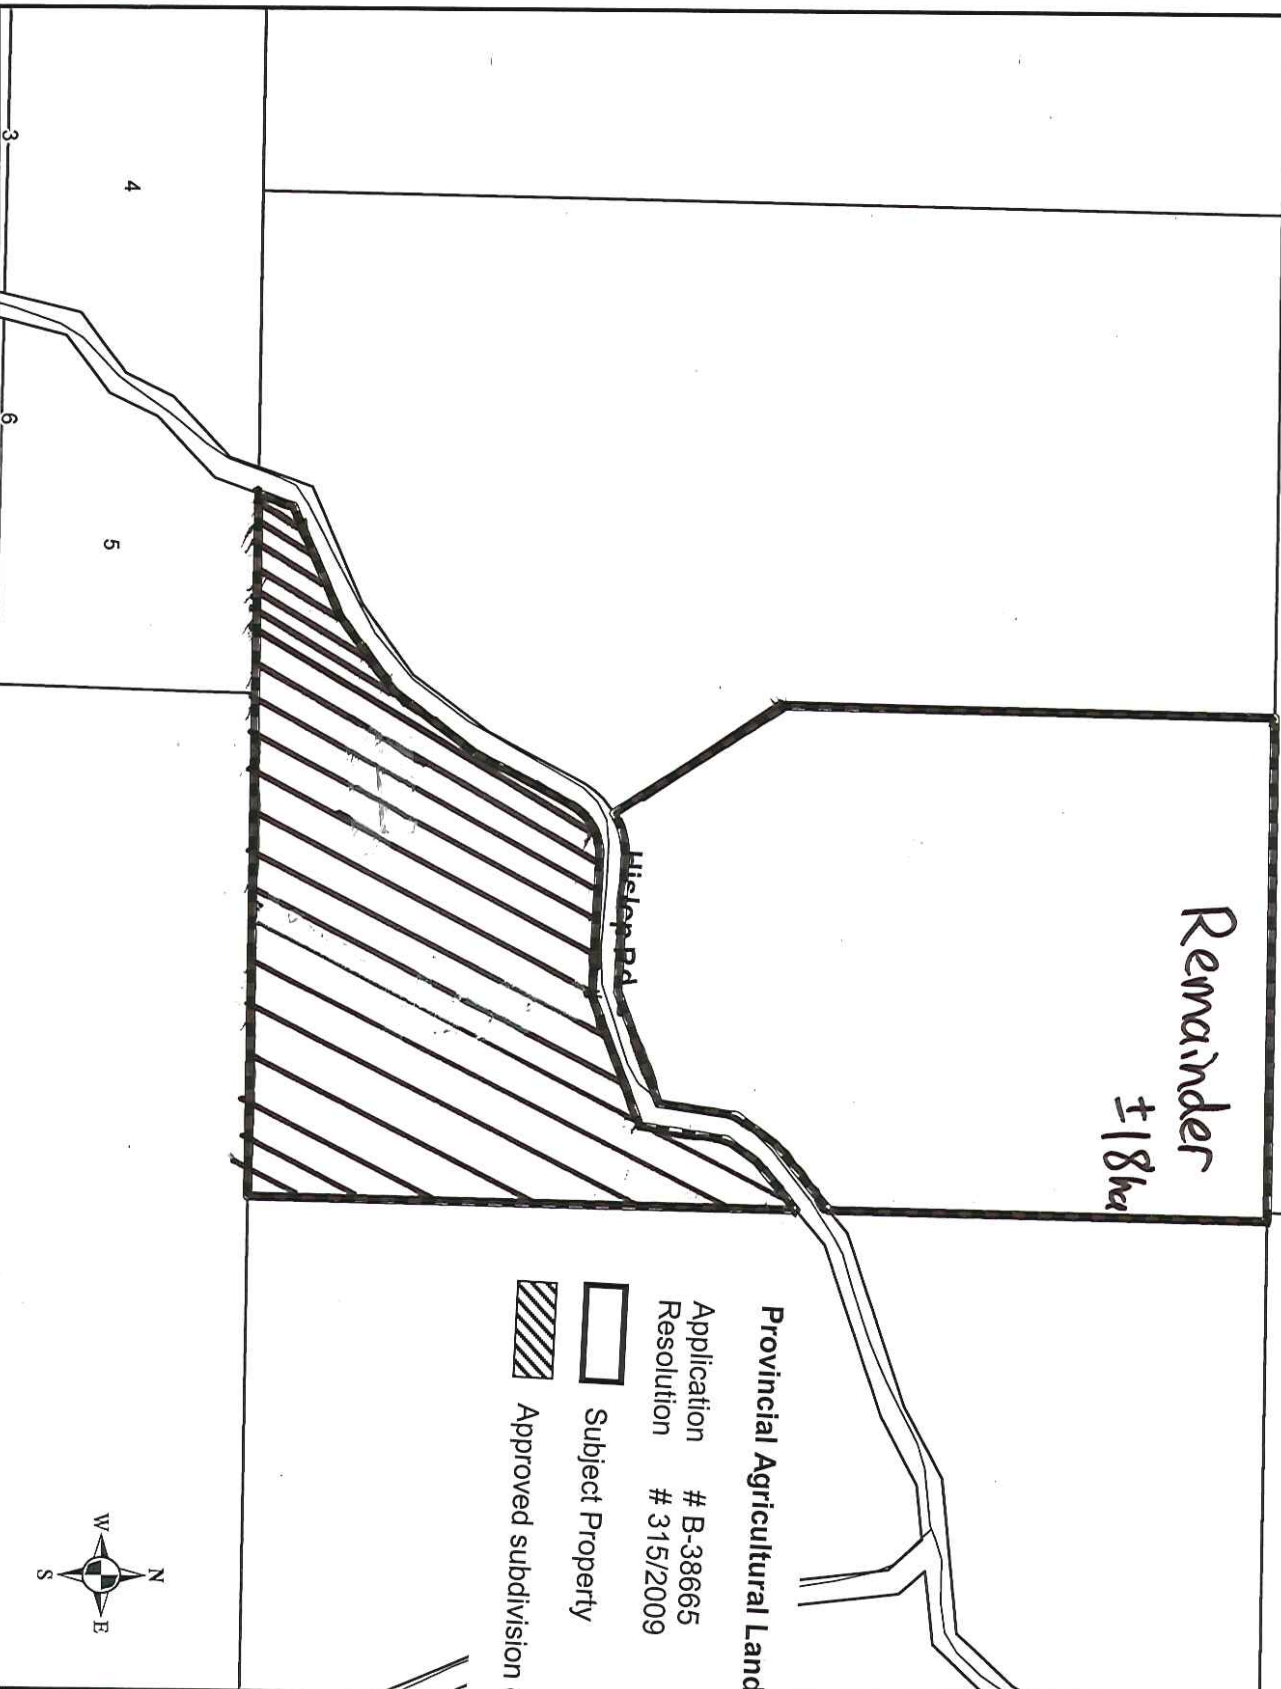 Remainder
±18ha
Hislop Rd
3
4
6
5
Provincial Agricultural Land
Application # B-38665
Resolution # 315/2009
Subject Property
Approved subdivision
N
W
E
S